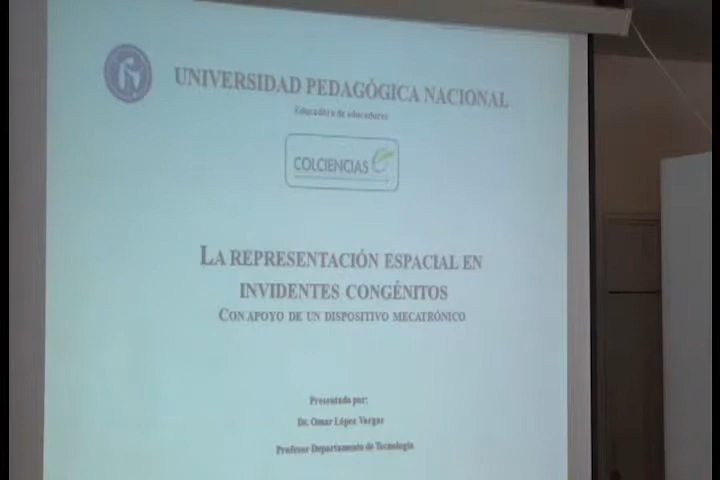 UNIVERSIDAD PEDAGÓGICA NACIONAL
Educadora de educadores
COLCIENCIAS
LA REPRESENTACIÓN ESPACIAL EN
INVIDENTES CONGÉNITOS
CON APOYO DE UN DISPOSITIVO MECATRÓNICO
Presentado por:
Dr. Omar López Vargas
Profesor Departamento de Tecnología